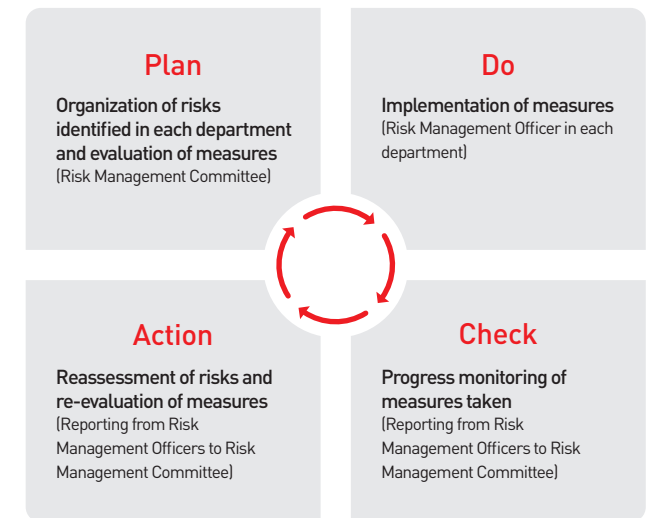 Plan
Organization of risks
identified in each department
and evaluation of measures
(Risk Management Committee)
Do
Implementation of measures
(Risk Management Officer in each
department)
Action
Reassessment of risks and
re-evaluation of measures
(Reporting from Risk
Management Officers to Risk
Management Committee)
Check
Progress monitoring of
measures taken
(Reporting from Risk
Management Officers to Risk
Management Committee)